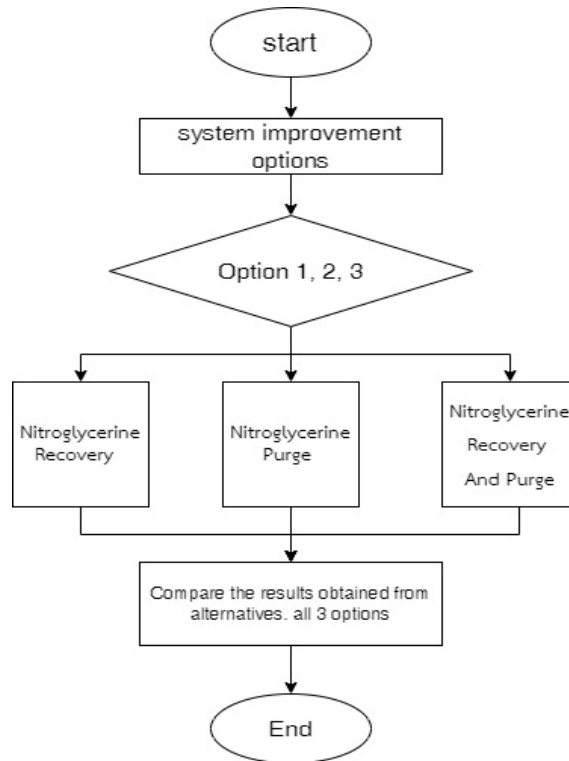 start
system improvement
options
Option 1, 2, 3
Nitroglycerine
Recovery
Nitroglycerine
Purge
Nitroglycerine
Recovery
And Purge
Compare the results obtained from
alternatives. all 3 options
End